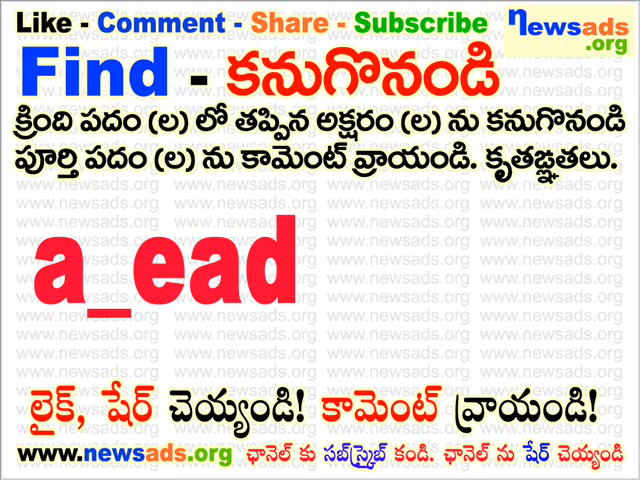 Like - Comment - Share - Subscribe
newsads
.org
Find - కనుగొనండి
క్రింది పదం (ల) లో తప్పిన అక్షరం (ల) ను కనుగొనండి
పూర్తి పదం (ల) ను కామెంట్ వ్రాయండి. కృతఙ్ఞతలు.
a_ead
లైక్, షేర్ చెయ్యండి! కామెంట్ వ్రాయండి!
www.newsads.org ఛానెల్ కు సబ్‌స్క్రైబ్ కండి. ఛానెల్ ను షేర్ చెయ్యండి